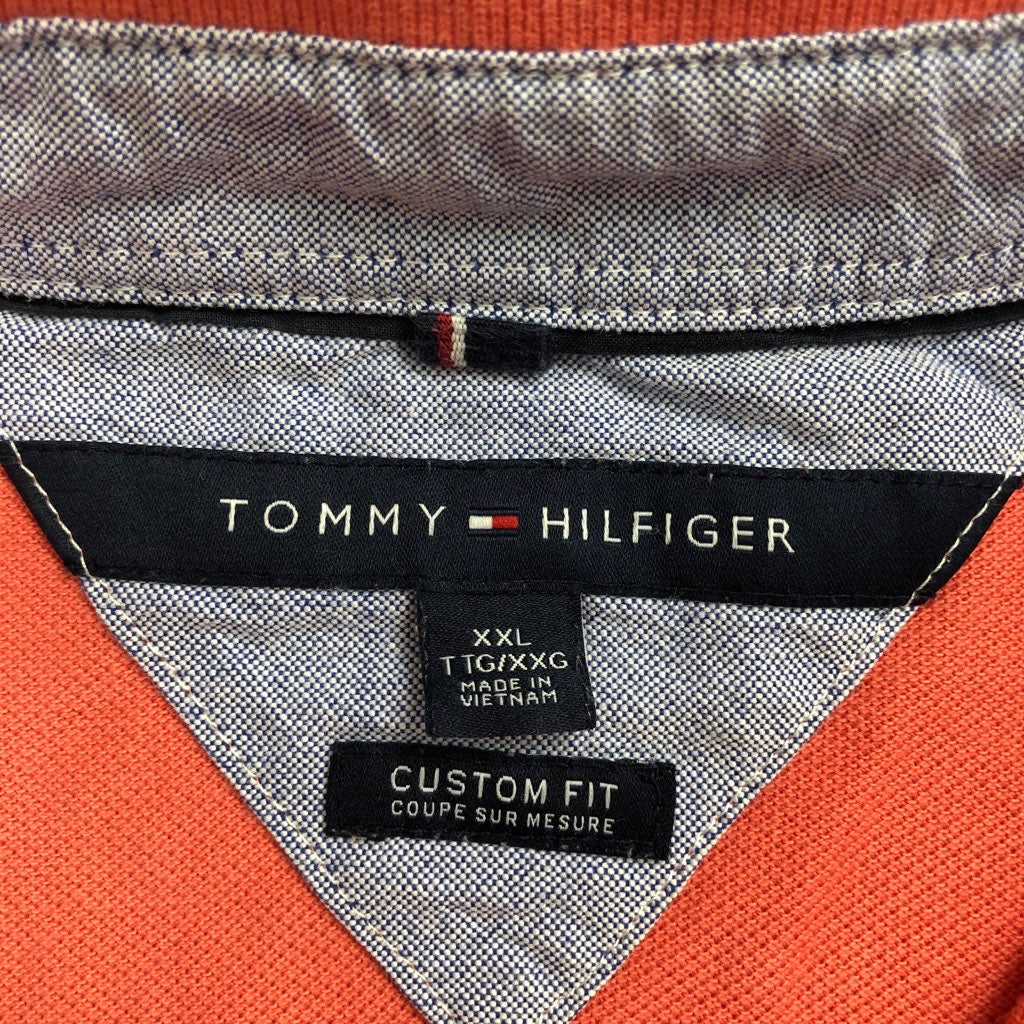 TOMMY HILFIGER
XXL
TTG/XXG
MADE IN
VIETNAM
CUSTOM FIT
COUPE SUR MESURE